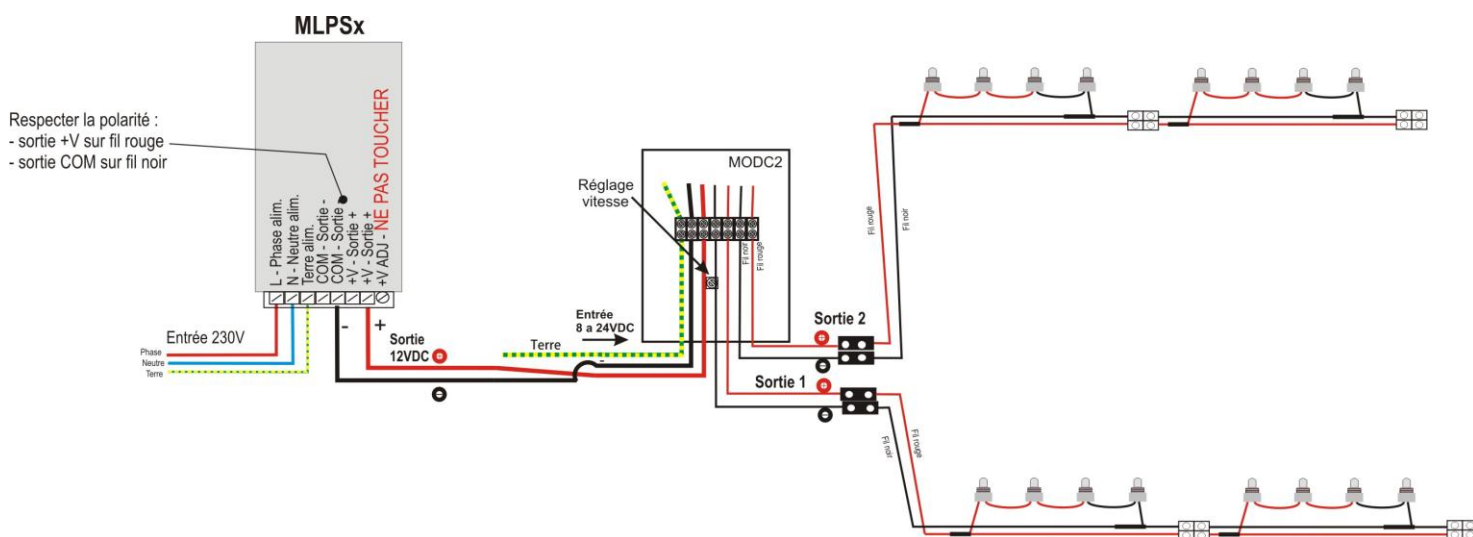 MLPSx
Respecter la polarité :
- sortie +V sur fil rouge
- sortie COM sur fil noir
L - Phase alim.
N - Neutre alim.
Terre alim.
COM - Sortie -
COM - Sortie -
+V - Sortie +
+V - Sortie +
+V ADJ - NE PAS TOUCHER
Entrée 230V
Phase
Neutre
Terre
-
+
Sortie
12VDC
Terre
Entrée
8 a 24VDC
-
MODC2
Réglage
vitesse
Fil noir
Fil rouge
Sortie 2
Sortie 1
Fil rouge
Fil noir
Fil noir
Fil rouge